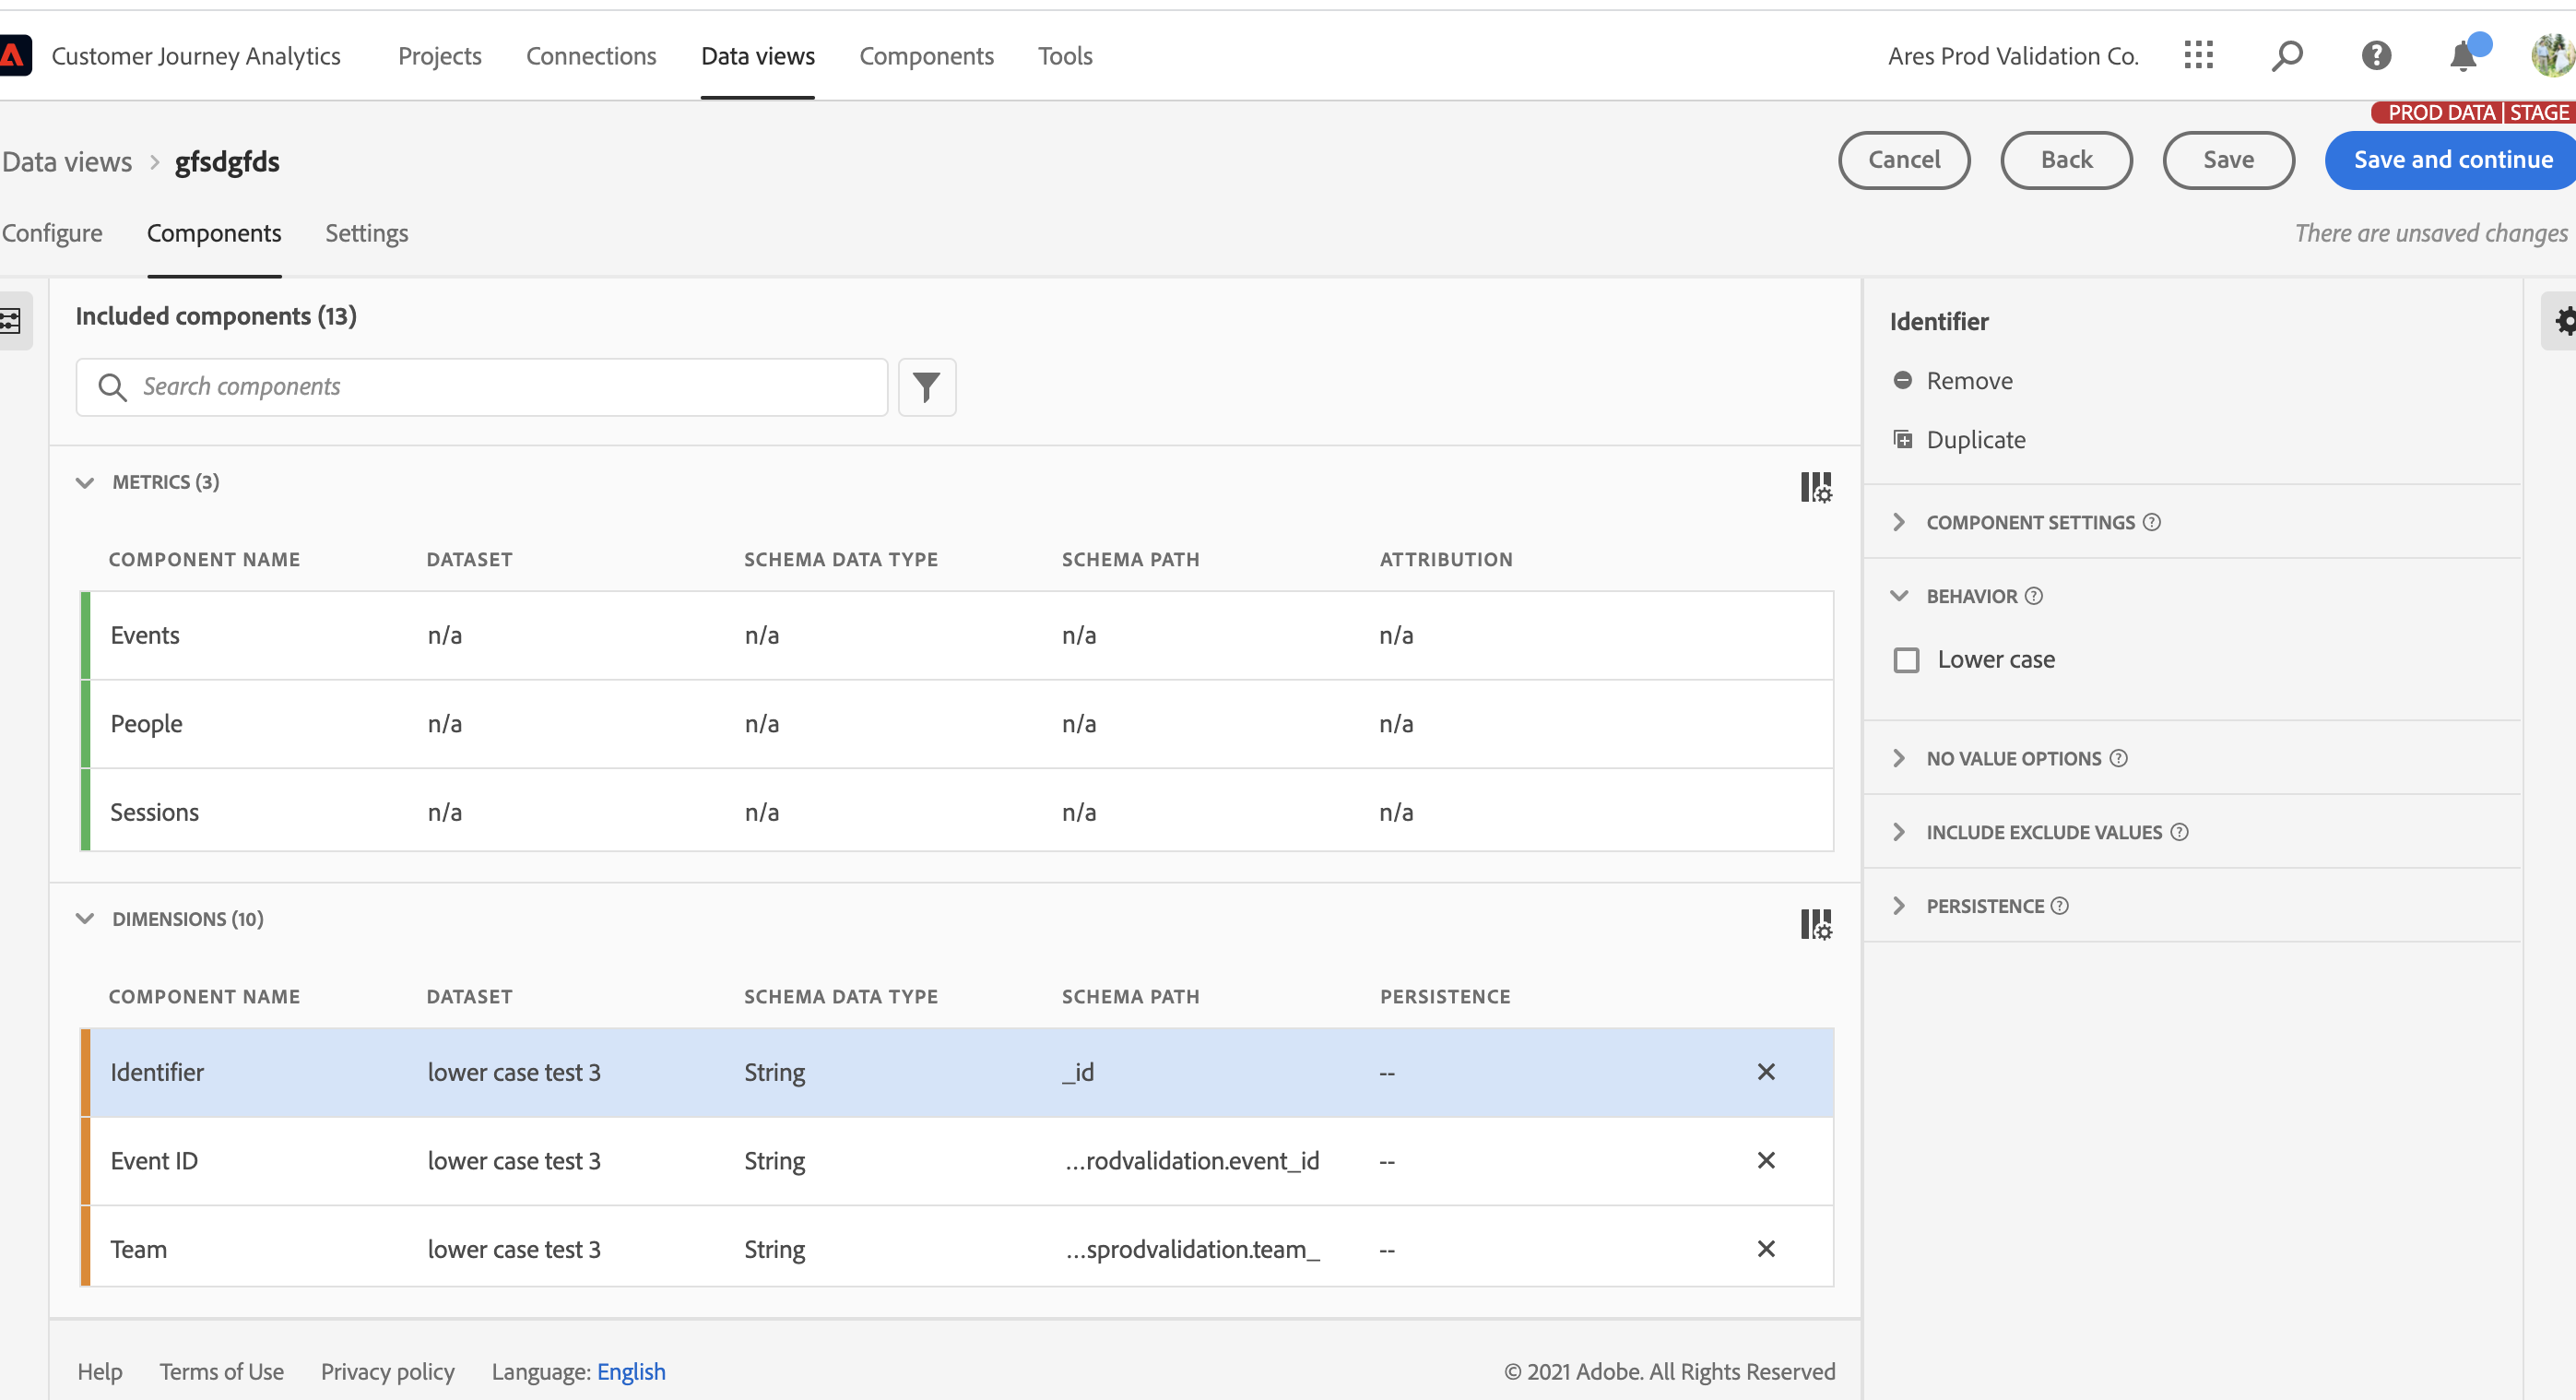 Customer Journey Analytics Projects Connections Data views Components Tools Ares Prod Validation Co.
PROD DATA | STAGE
Data views > gfsdgfds Cancel Back Save Save and continue
Configure Components Settings There are unsaved changes
Included components (13)
Search components
METRICS (3)
COMPONENT NAME DATASET SCHEMA DATA TYPE SCHEMA PATH ATTRIBUTION
Events n/a n/a n/a n/a
People n/a n/a n/a n/a
Sessions n/a n/a n/a n/a
DIMENSIONS (10)
COMPONENT NAME DATASET SCHEMA DATA TYPE SCHEMA PATH PERSISTENCE
Identifier lower case test 3 String _id --
Event ID lower case test 3 String ...rodvalidation.event_id --
Team lower case test 3 String ...sprodvalidation.team_ --
Identifier
Remove
Duplicate
COMPONENT SETTINGS
BEHAVIOR
Lower case
NO VALUE OPTIONS
INCLUDE EXCLUDE VALUES
PERSISTENCE
Help Terms of Use Privacy policy Language: English © 2021 Adobe. All Rights Reserved